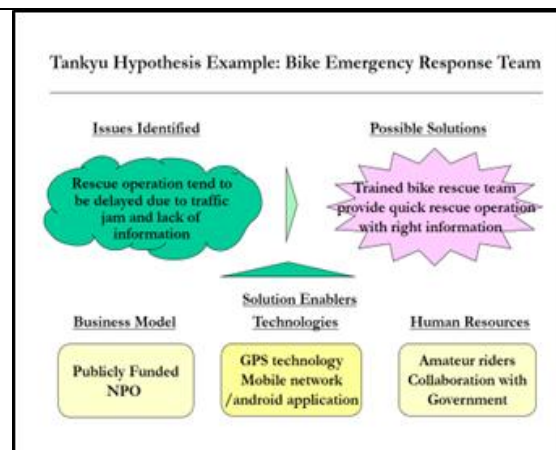 Tankyu Hypothesis Example: Bike Emergency Response Team
Issues Identified
Possible Solutions
Rescue operation tend to
be delayed due to traffic
jam and lack of
information
Trained bike rescue team
provide quick rescue operation
with right information
Solution Enablers
Business Model
Technologies
Human Resources
Publicly Funded
NPO
GPS technology
Mobile network
/android application
Amateur riders
Collaboration with
Government